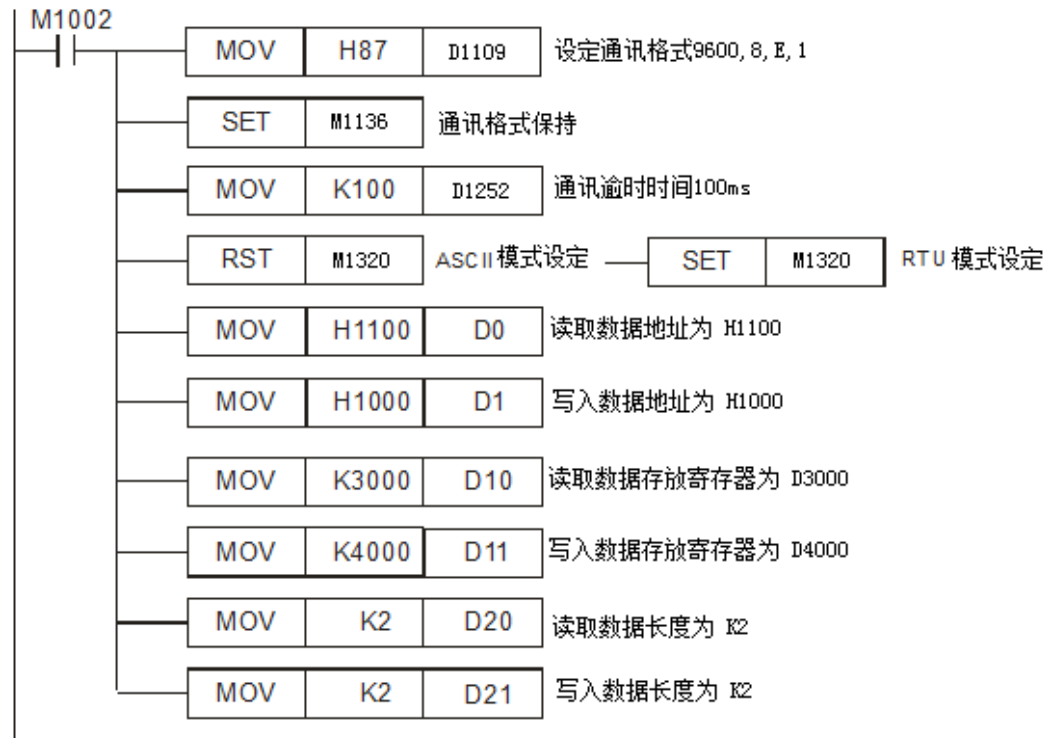 M1002
MOV H87 D1109 设定通讯格式9600,8,E,1
SET M1136 通讯格式保持
MOV K100 D1252 通讯逾时时间100ms
RST M1320 ASCII模式设定 SET M1320 RTU模式设定
MOV H1100 D0 读取数据地址为 H1100
MOV H1000 D1 写入数据地址为 H1000
MOV K3000 D10 读取数据存放寄存器为 D3000
MOV K4000 D11 写入数据存放寄存器为 D4000
MOV K2 D20 读取数据长度为 K2
MOV K2 D21 写入数据长度为 K2